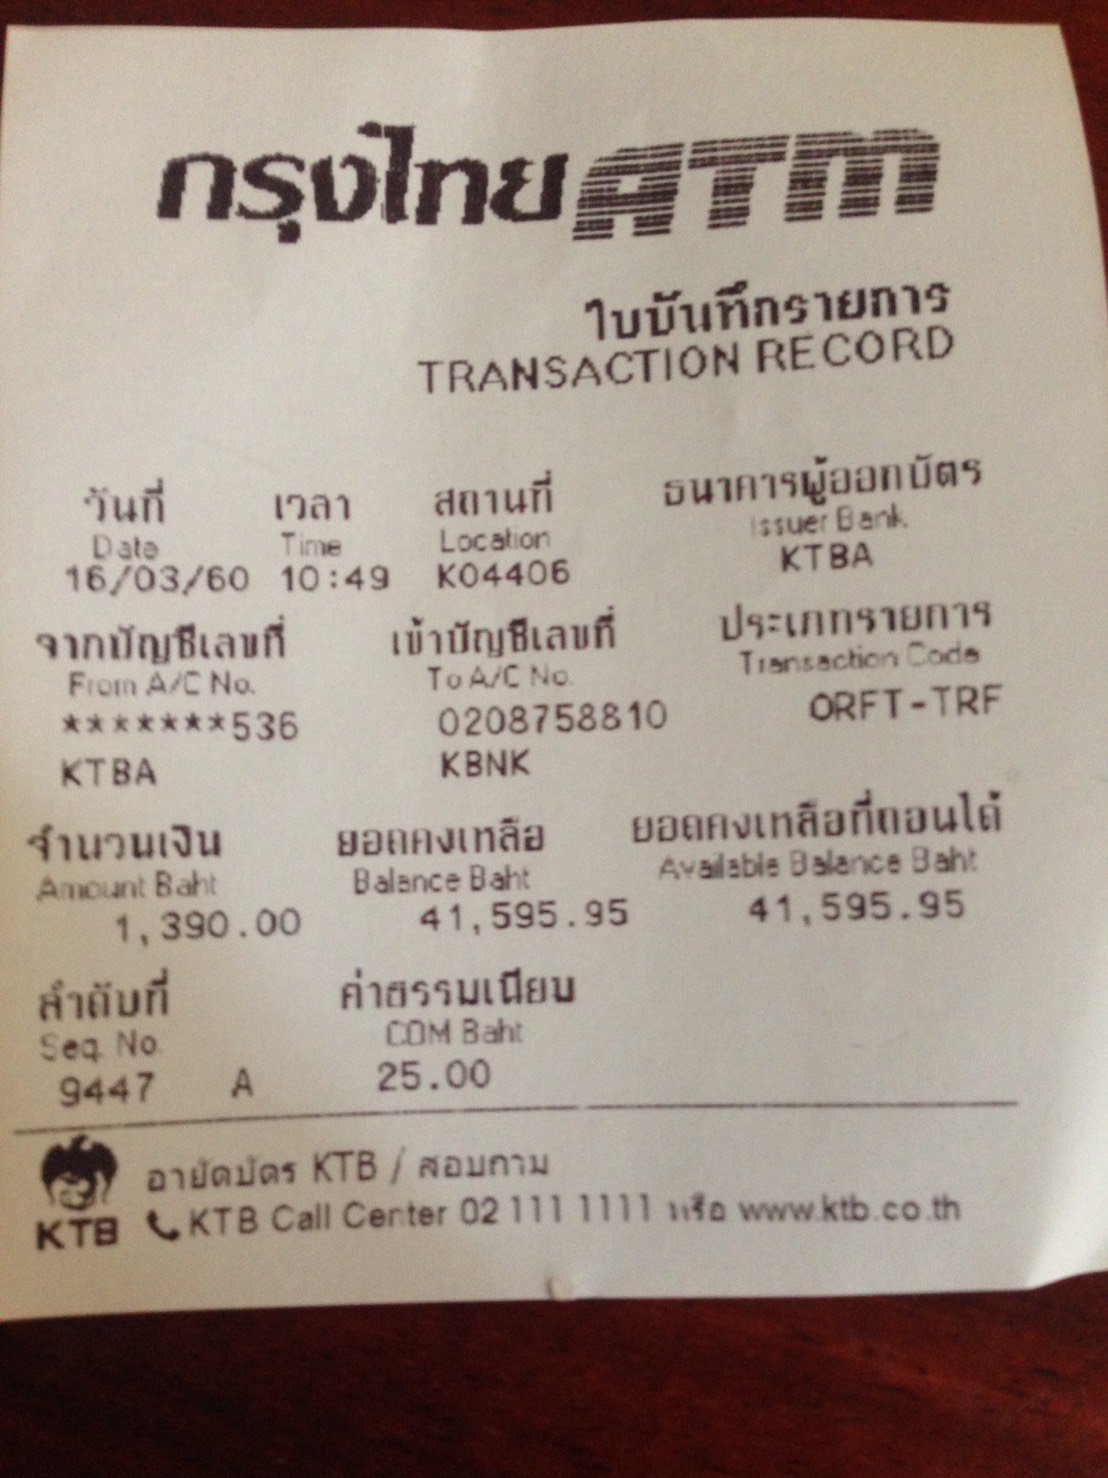 กรุงไทย ATM
ใบบันทึกรายการ
TRANSACTION RECORD
วันที่ เวลา สถานที่ ธนาคารผู้ออกบัตร
Date Time Location Issuer Bank
16/03/60 10:49 K04406 KTBA
จากบัญชีเลขที่ เข้าบัญชีเลขที่ ประเภทรายการ
From A/C No. To A/C No. Transaction Code
*******536 0208758810 ORFT-TRF
KTBA KBNK
จำนวนเงิน ยอดคงเหลือ ยอดคงเหลือที่ถอนได้
Amount Baht Balance Baht Available Balance Baht
1,390.00 41,595.95 41,595.95
ลำดับที่ ค่าธรรมเนียม
Seq. No. COM Baht
9447 A 25.00
อายัดบัตร KTB / สอบถาม
KTB KTB Call Center 02 111 1111 หรือ www.ktb.co.th